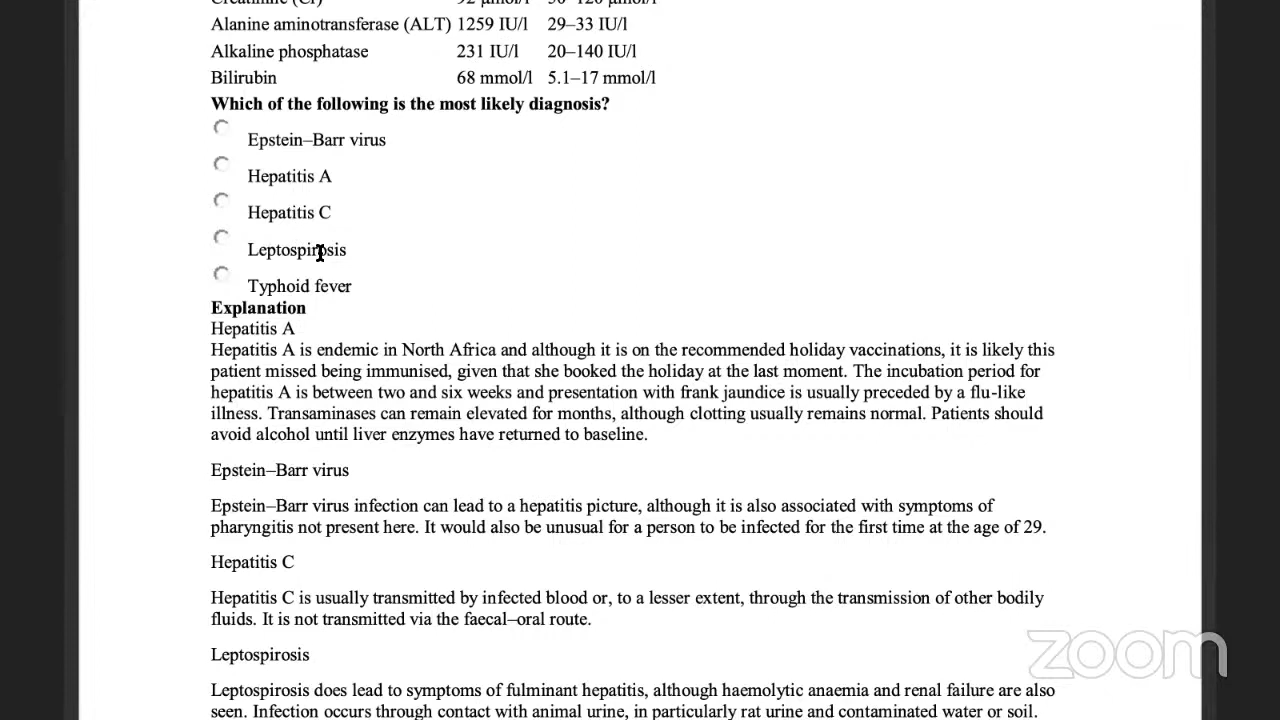 Creatinine (Cr) 92 µmol/l 50–120 µmol/l
Alanine aminotransferase (ALT) 1259 IU/l 29–33 IU/l
Alkaline phosphatase 231 IU/l 20–140 IU/l
Bilirubin 68 mmol/l 5.1–17 mmol/l
Which of the following is the most likely diagnosis?
Epstein–Barr virus
Hepatitis A
Hepatitis C
Leptospirosis
Typhoid fever
Explanation
Hepatitis A
Hepatitis A is endemic in North Africa and although it is on the recommended holiday vaccinations, it is likely this
patient missed being immunised, given that she booked the holiday at the last moment. The incubation period for
hepatitis A is between two and six weeks and presentation with frank jaundice is usually preceded by a flu-like
illness. Transaminases can remain elevated for months, although clotting usually remains normal. Patients should
avoid alcohol until liver enzymes have returned to baseline.
Epstein–Barr virus
Epstein–Barr virus infection can lead to a hepatitis picture, although it is also associated with symptoms of
pharyngitis not present here. It would also be unusual for a person to be infected for the first time at the age of 29.
Hepatitis C
Hepatitis C is usually transmitted by infected blood or, to a lesser extent, through the transmission of other bodily
fluids. It is not transmitted via the faecal–oral route.
Leptospirosis
Leptospirosis does lead to symptoms of fulminant hepatitis, although haemolytic anaemia and renal failure are also
seen. Infection occurs through contact with animal urine, in particularly rat urine and contaminated water or soil.
zoom